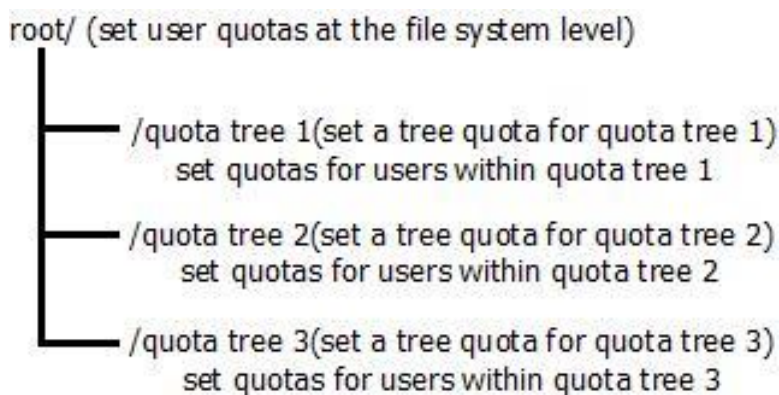 root/ (set user quotas at the file system level)
/quota tree 1(set a tree quota for quota tree 1)
set quotas for users within quota tree 1
/quota tree 2(set a tree quota for quota tree 2)
set quotas for users within quota tree 2
/quota tree 3(set a tree quota for quota tree 3)
set quotas for users within quota tree 3